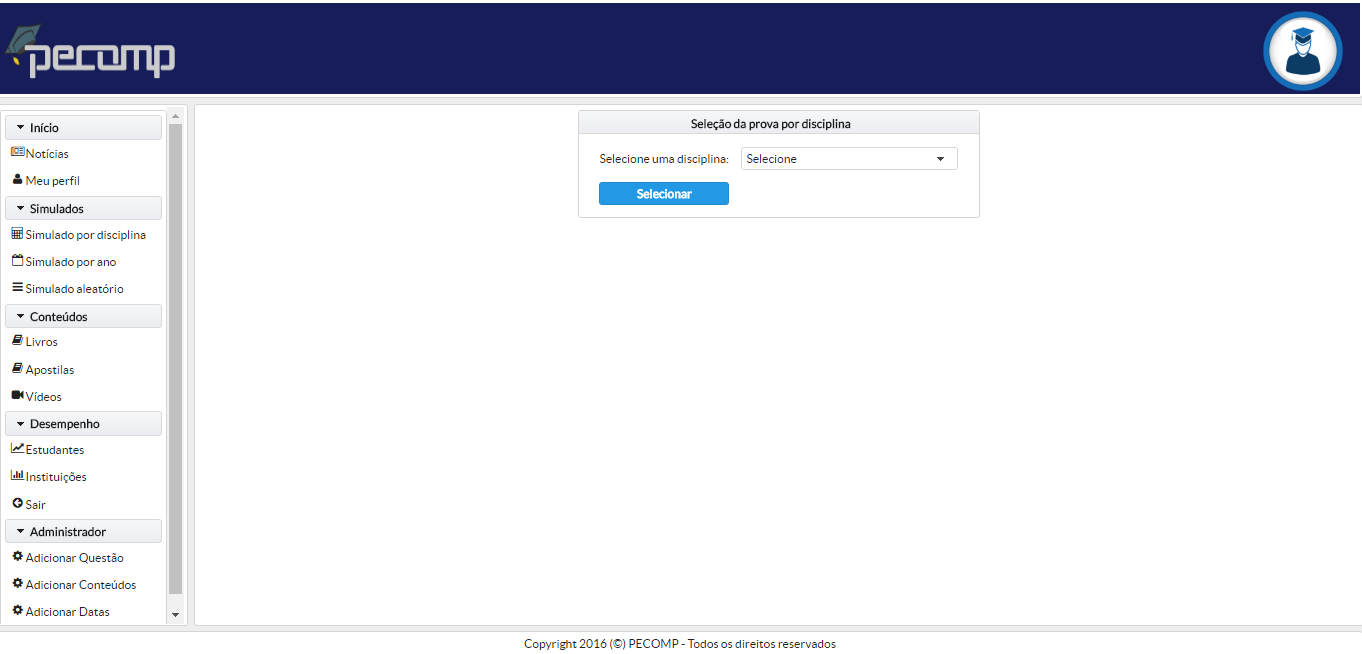 pecomp
Início
Notícias
Meu perfil
Simulados
Simulado por disciplina
Simulado por ano
Simulado aleatório
Conteúdos
Livros
Apostilas
Vídeos
Desempenho
Estudantes
Instituições
Sair
Administrador
Adicionar Questão
Adicionar Conteúdos
Adicionar Datas
Seleção da prova por disciplina
Selecione uma disciplina: Selecione
Selecionar
Copyright 2016 (©) PECOMP - Todos os direitos reservados